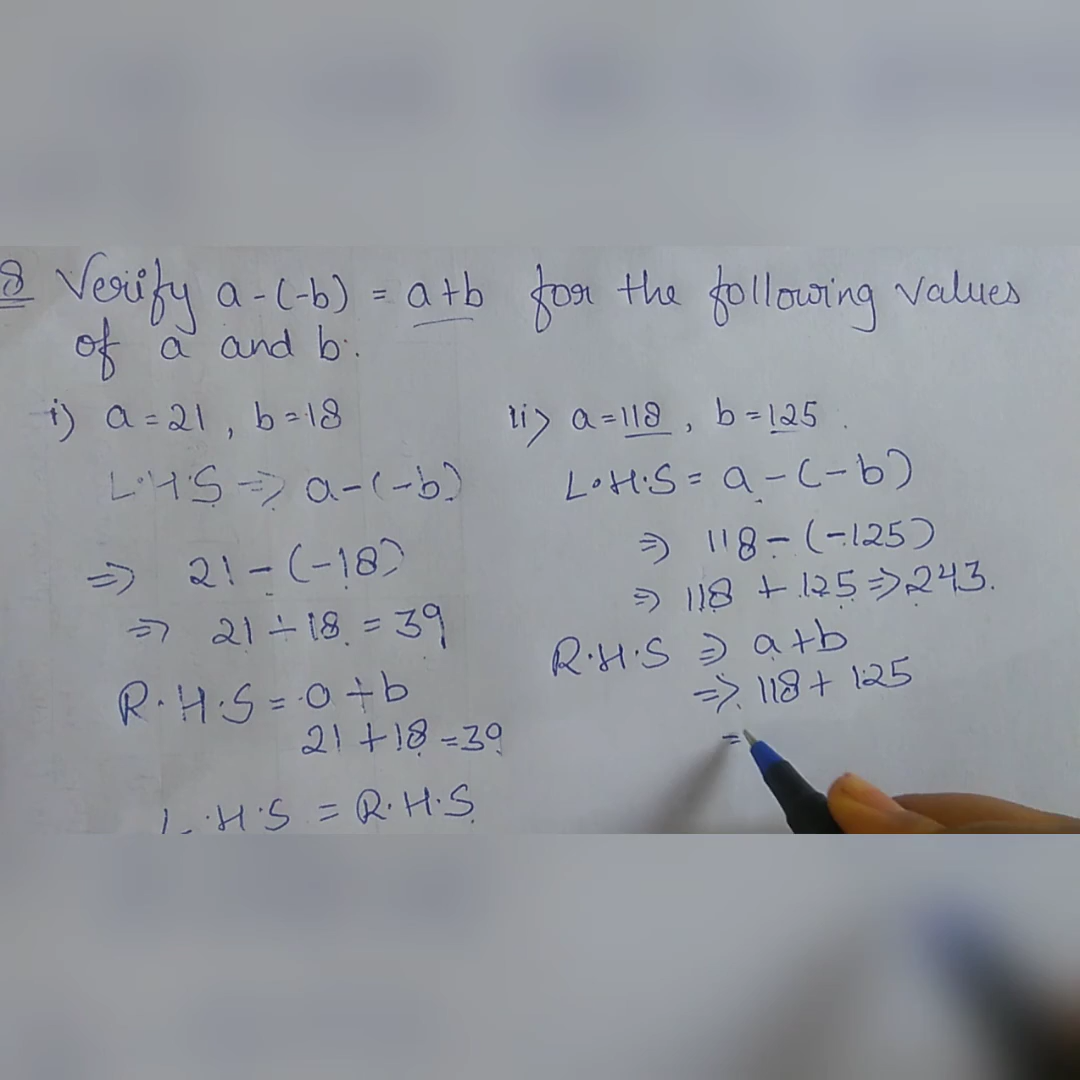 8 Verify a-(-b) = a+b for the following values
of a and b.
i) a=21, b=18
L.H.S ⇒ a-(-b)
⇒ 21-(-18)
⇒ 21+18 = 39
R.H.S = a+b
21+18=39
L.H.S = R.H.S
ii) a=118, b=125.
L.H.S = a-(-b)
⇒ 118-(-125)
⇒ 118 + 125 ⇒ 243.
R.H.S ⇒ a+b
⇒ 118+ 125
=